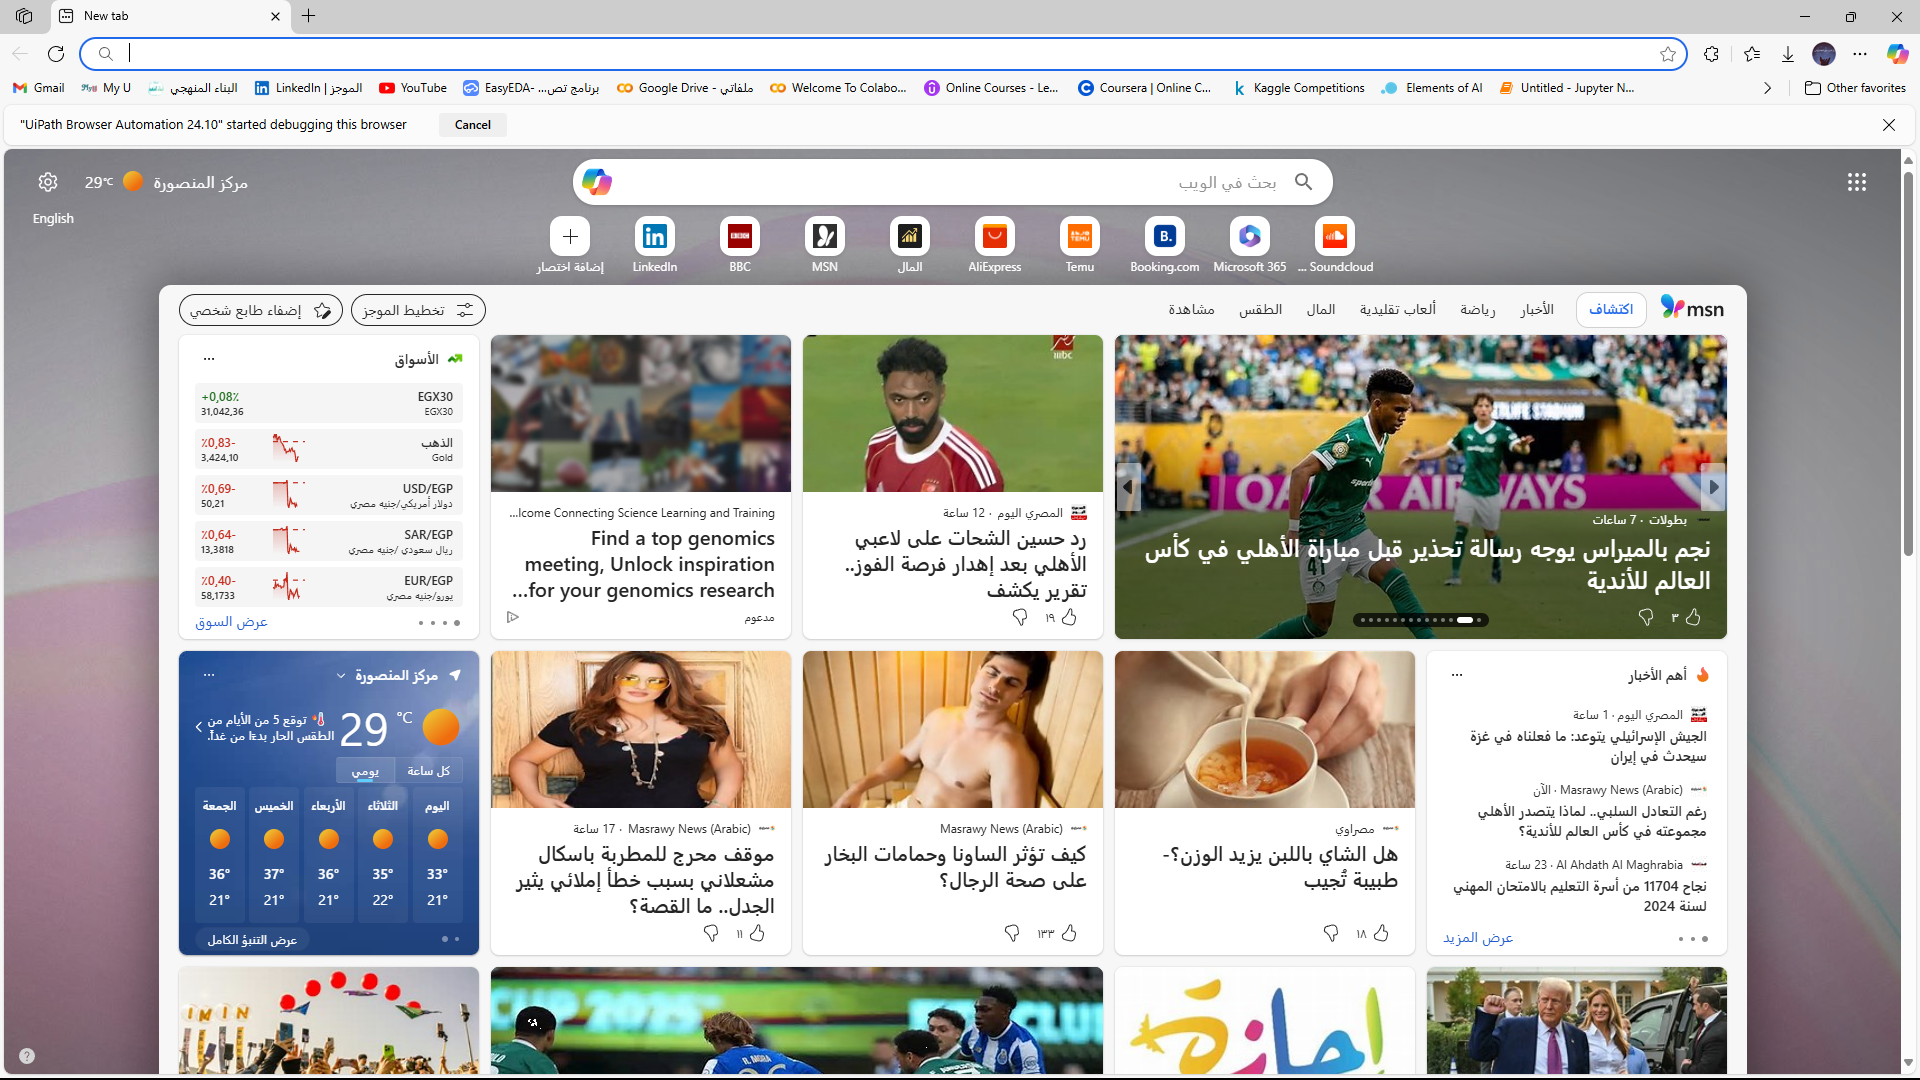 New tab
Gmail
My U
البناء المنهجي
LinkedIn | الموجز
YouTube
EasyEDA- ...برنامج تص
Google Drive - ملفاتي
Welcome To Colabo...
Online Courses - Le...
Coursera | Online C...
Kaggle Competitions
Elements of AI
Untitled - Jupyter N...
Other favorites
"UiPath Browser Automation 24.10" started debugging this browser
Cancel
29°C
مركز المنصورة
بحث في الويب
English
إضافة اختصار
LinkedIn
BBC
MSN
المال
AliExpress
Temu
Booking.com
Microsoft 365
... Soundcloud
msn
اكتشاف
الأخبار
رياضة
ألعاب تقليدية
المال
الطقس
مشاهدة
تخطيط الموجز
إضفاء طابع شخصي
QATAR AIRWAYS
بطولات · 7 ساعات
نجم بالميراس يوجه رسالة تحذير قبل مباراة الأهلي في كأس
العالم للأندية
٣
mbc
المصري اليوم · 12 ساعة
رد حسين الشحات على لاعبي
الأهلي بعد إهدار فرصة الفوز..
تقرير يكشف
١٩
...lcome Connecting Science Learning and Training
Find a top genomics
meeting, Unlock inspiration
...for your genomics research
مدعوم
الأسواق
EGX30
EGX30
+0,08٪
31,042,36
الذهب
Gold
٪0,83-
3,424,10
USD/EGP
دولار أمريكي/جنيه مصري
٪0,69-
50,21
SAR/EGP
ريال سعودي /جنيه مصري
٪0,64-
13,3818
EUR/EGP
يورو/جنيه مصري
٪0,40-
58,1733
عرض السوق
أهم الأخبار
المصري اليوم · 1 ساعة
الجيش الإسرائيلي يتوعد: ما فعلناه في غزة
سيحدث في إيران
Masrawy News (Arabic) · الآن
رغم التعادل السلبي.. لماذا يتصدر الأهلي
مجموعته في كأس العالم للأندية؟
Al Ahdath Al Maghrabia · 23 ساعة
نجاح 11704 من أسرة التعليم بالامتحان المهني
لسنة 2024
عرض المزيد
مصراوي
هل الشاي باللبن يزيد الوزن؟-
طبيبة تُجيب
١٨
Masrawy News (Arabic)
كيف تؤثر الساونا وحمامات البخار
على صحة الرجال؟
١٣٣
Masrawy News (Arabic) · 17 ساعة
موقف محرج للمطربة باسكال
مشعلاني بسبب خطأ إملائي يثير
الجدل.. ما القصة؟
١١
مركز المنصورة
29 °C
توقع 5 من الأيام من
الطقس الحار بدءًا من غداً.
كل ساعة
يومي
اليوم
الثلاثاء
الأربعاء
الخميس
الجمعة
33°
35°
36°
37°
36°
21°
22°
21°
21°
21°
عرض التنبؤ الكامل
CUP 2025
R. MORA
إجازة